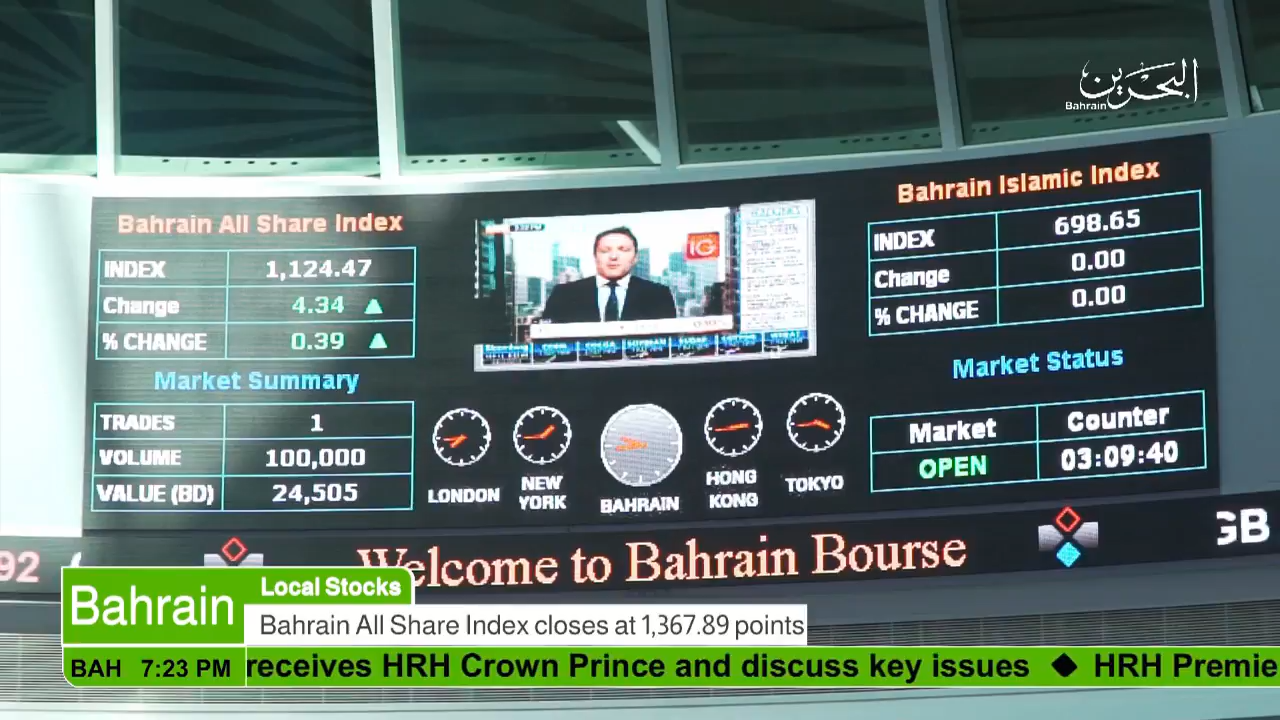 البحرين
Bahrain
Bahrain All Share Index
INDEX 1,124.47
Change 4.34 ▲
% CHANGE 0.39 ▲
Market Summary
TRADES 1
VOLUME 100,000
VALUE (BD) 24,505
IG
LONDON
NEW
YORK
BAHRAIN
HONG
KONG
TOKYO
Bahrain Islamic Index
INDEX 698.65
Change 0.00
% CHANGE 0.00
Market Status
Market Counter
OPEN 03:09:40
92
Welcome to Bahrain Bourse
GB
Bahrain
Local Stocks
Bahrain All Share Index closes at 1,367.89 points
BAH 7:23 PM
receives HRH Crown Prince and discuss key issues ◆ HRH Premie